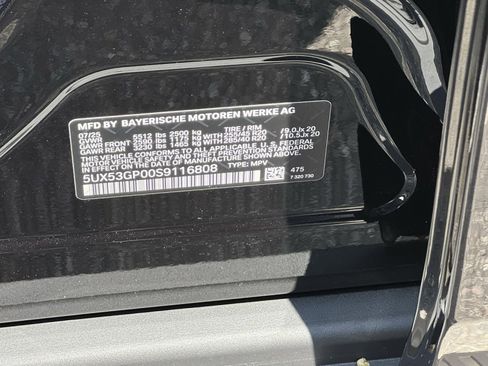 MFD BY BAYERISCHE MOTOREN WERKE AG
07/25 TIRE / RIM
GVWR 5512 lbs 2500 kg
GAWR FRONT 2590 lbs 1175 kg WITH 255/45 R20 /9.0Jx 20
GAWR REAR 3230 lbs 1465 kg WITH 285/40 R20 /10.5Jx 20
THIS VEHICLE CONFORMS TO ALL APPLICABLE U.S. FEDERAL
MOTOR VEHICLE SAFETY, BUMPER, AND THEFT PREVENTION
STANDARDS IN EFFECT ON THE DATE OF MANUFACTURE SHOWN ABOVE.
5UX53GP00S9116808
TYPE: MPV
475
7 320 730